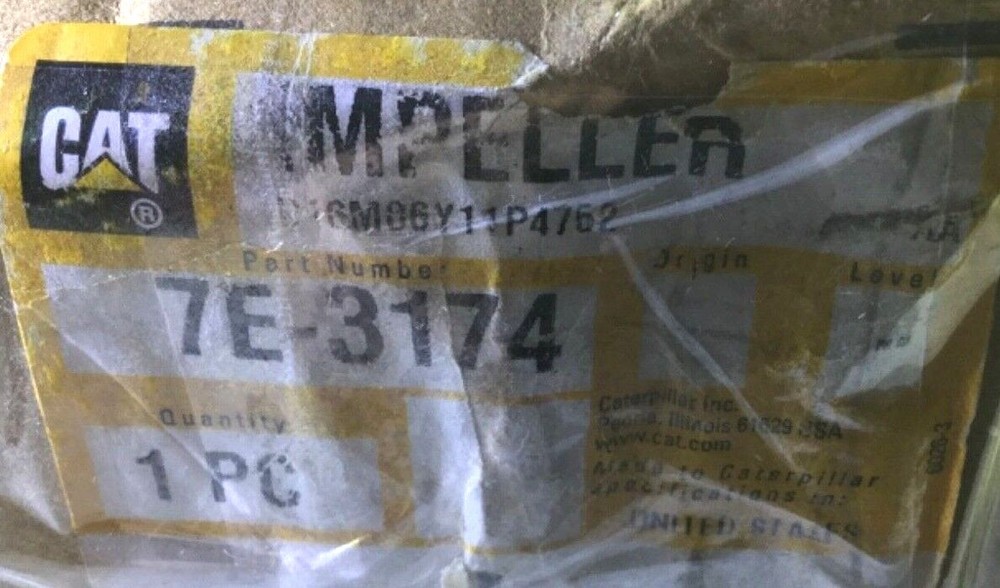 CAT
®
IMPELLER
D16M06Y11P4762
Part Number
Origin
Level
7E-3174
Quantity
1 PC
Caterpillar Inc.
Peoria, Illinois 61629 USA
www.cat.com
Made to Caterpillar
specifications in:
UNITED STATES